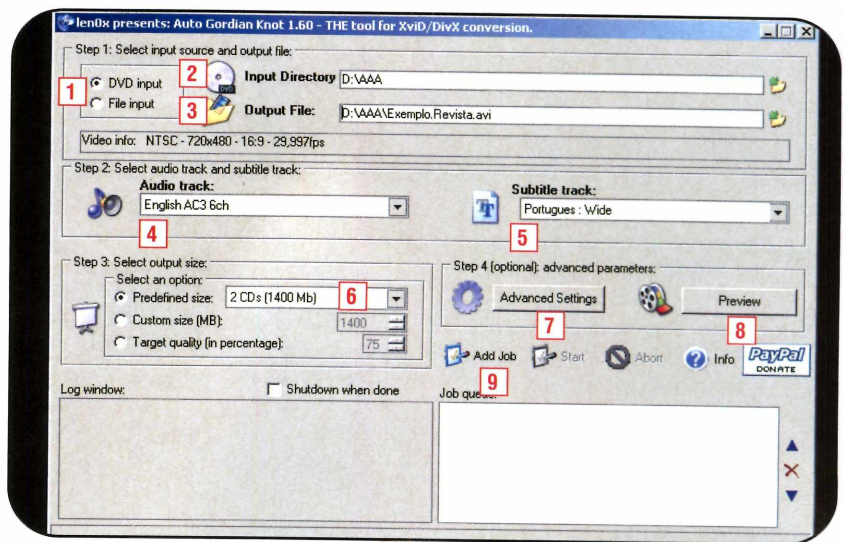 len0x presents: Auto Gordian Knot 1.60 - THE tool for XviD/DivX conversion.
Step 1: Select input source and output file:
1
DVD input
File input
2
DVD
Input Directory
D:\AAA
3
Output File:
D:\AAA\Exemplo.Revista.avi
Video info: NTSC - 720x480 - 16:9 - 29,997fps
Step 2: Select audio track and subtitle track:
Audio track:
English AC3 6ch
4
Subtitle track:
Portugues : Wide
5
Step 3: Select output size:
Select an option:
Predefined size:
2 CDs (1400 Mb)
6
Custom size (MB):
1400
Target quality (in percentage):
75
Step 4 (optional): advanced parameters:
Advanced Settings
7
Preview
8
Add Job
9
Start
Abort
Info
PayPal
DONATE
Log window:
Shutdown when done
Job queue: